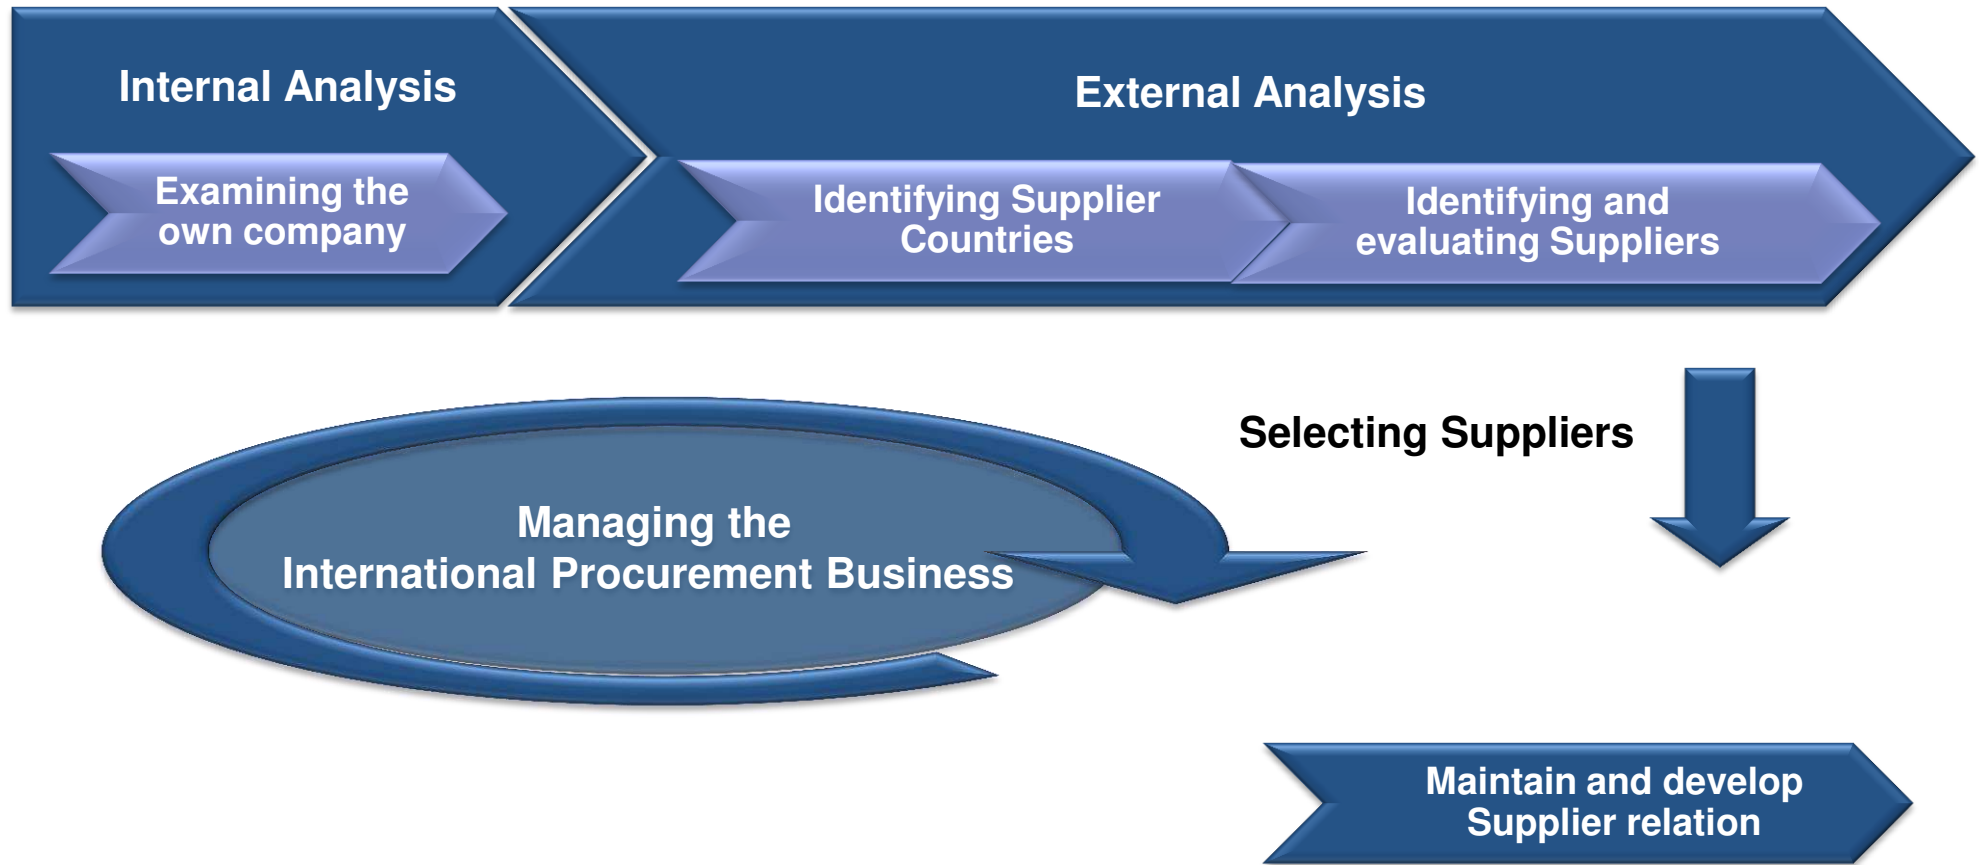 Internal Analysis
External Analysis
Examining the
own company
Identifying Supplier
Countries
Identifying and
evaluating Suppliers
Selecting Suppliers
Managing the
International Procurement Business
Maintain and develop
Supplier relation